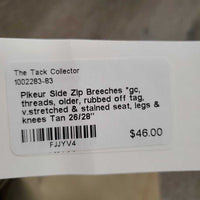 The Tack Collector
1002283-83
Pikeur Side Zip Breeches *gc,
threads, older, rubbed off tag,
v.stretched & stained seat, legs &
knees Tan 26/28"
$46.00
FJJYV4